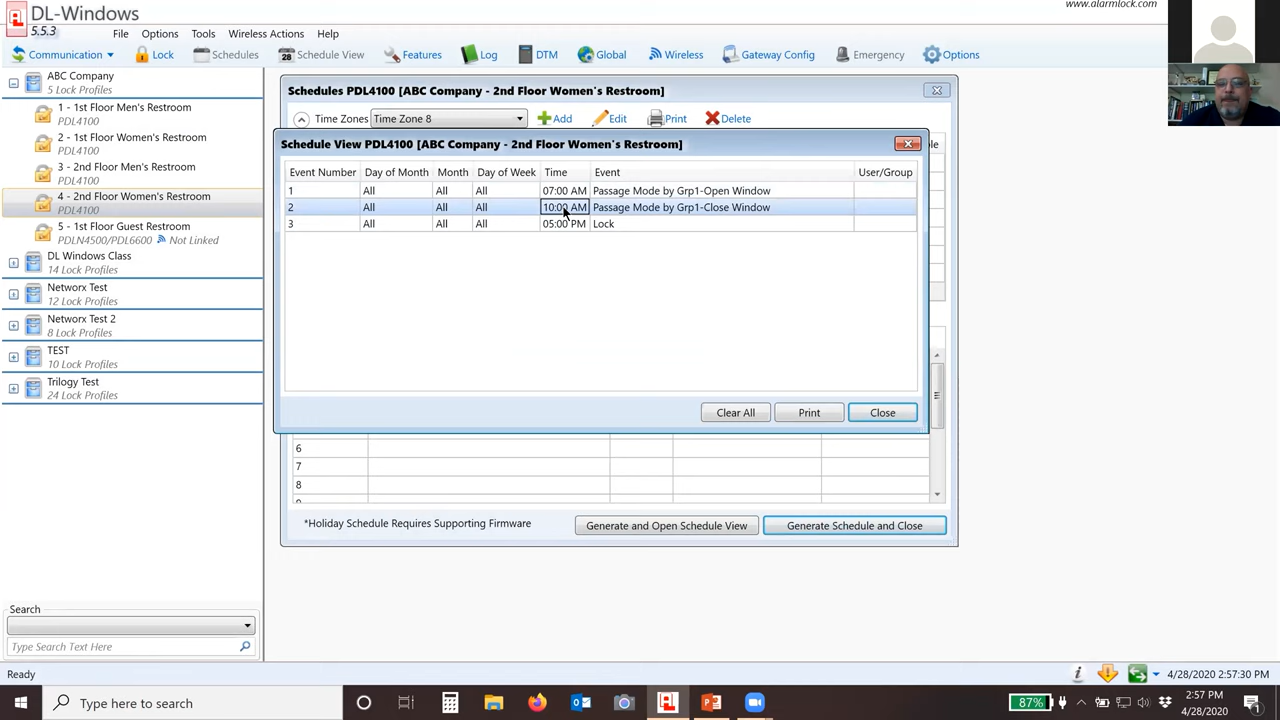 DL-Windows
5.5.3
www.alarmlock.com
File Options Tools Wireless Actions Help
Communication Lock Schedules 28 Schedule View Features Log DTM Global Wireless Gateway Config Emergency Options
ABC Company
5 Lock Profiles
1 - 1st Floor Men's Restroom
PDL4100
2 - 1st Floor Women's Restroom
PDL4100
3 - 2nd Floor Men's Restroom
PDL4100
4 - 2nd Floor Women's Restroom
PDL4100
5 - 1st Floor Guest Restroom
PDLN4500/PDL6600 Not Linked
DL Windows Class
14 Lock Profiles
Networx Test
12 Lock Profiles
Networx Test 2
8 Lock Profiles
TEST
10 Lock Profiles
Trilogy Test
24 Lock Profiles
Search
Type Search Text Here
Schedules PDL4100 [ABC Company - 2nd Floor Women's Restroom]
Time Zones Time Zone 8 Add Edit Print Delete
Schedule View PDL4100 [ABC Company - 2nd Floor Women's Restroom]
Event Number Day of Month Month Day of Week Time Event User/Group
1 All All All 07:00 AM Passage Mode by Grp1-Open Window
2 All All All 10:00 AM Passage Mode by Grp1-Close Window
3 All All All 05:00 PM Lock
Clear All Print Close
6
7
8
*Holiday Schedule Requires Supporting Firmware Generate and Open Schedule View Generate Schedule and Close
Ready 4/28/2020 2:57:30 PM
Type here to search 87% 2:57 PM
4/28/2020